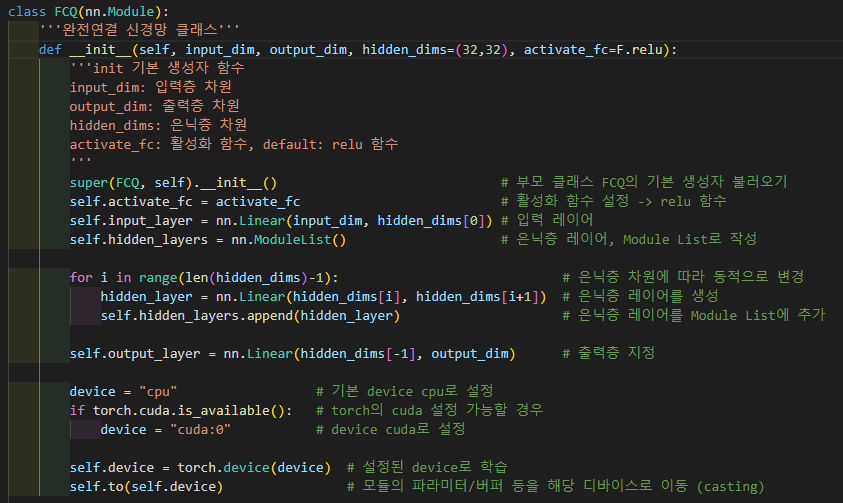 class FCQ(nn.Module):
    '''완전연결 신경망 클래스'''
    def __init__(self, input_dim, output_dim, hidden_dims=(32,32), activate_fc=F.relu):
        '''init 기본 생성자 함수
        input_dim: 입력층 차원
        output_dim: 출력층 차원
        hidden_dims: 은닉층 차원
        activate_fc: 활성화 함수, default: relu 함수
        '''
        super(FCQ, self).__init__()                             # 부모 클래스 FCQ의 기본 생성자 불러오기
        self.activate_fc = activate_fc                          # 활성화 함수 설정 -> relu 함수
        self.input_layer = nn.Linear(input_dim, hidden_dims[0]) # 입력 레이어
        self.hidden_layers = nn.ModuleList()                    # 은닉층 레이어, Module List로 작성
        for i in range(len(hidden_dims)-1):                             # 은닉층 차원에 따라 동적으로 변경
            hidden_layer = nn.Linear(hidden_dims[i], hidden_dims[i+1])  # 은닉층 레이어를 생성
            self.hidden_layers.append(hidden_layer)                     # 은닉층 레이어를 Module List에 추가
        self.output_layer = nn.Linear(hidden_dims[-1], output_dim)      # 출력층 지정
        device = "cpu"                  # 기본 device cpu로 설정
        if torch.cuda.is_available():   # torch의 cuda 설정 가능할 경우
            device = "cuda:0"           # device cuda로 설정
        self.device = torch.device(device)  # 설정된 device로 학습
        self.to(self.device)                # 모듈의 파라미터/버퍼 등을 해당 디바이스로 이동 (casting)